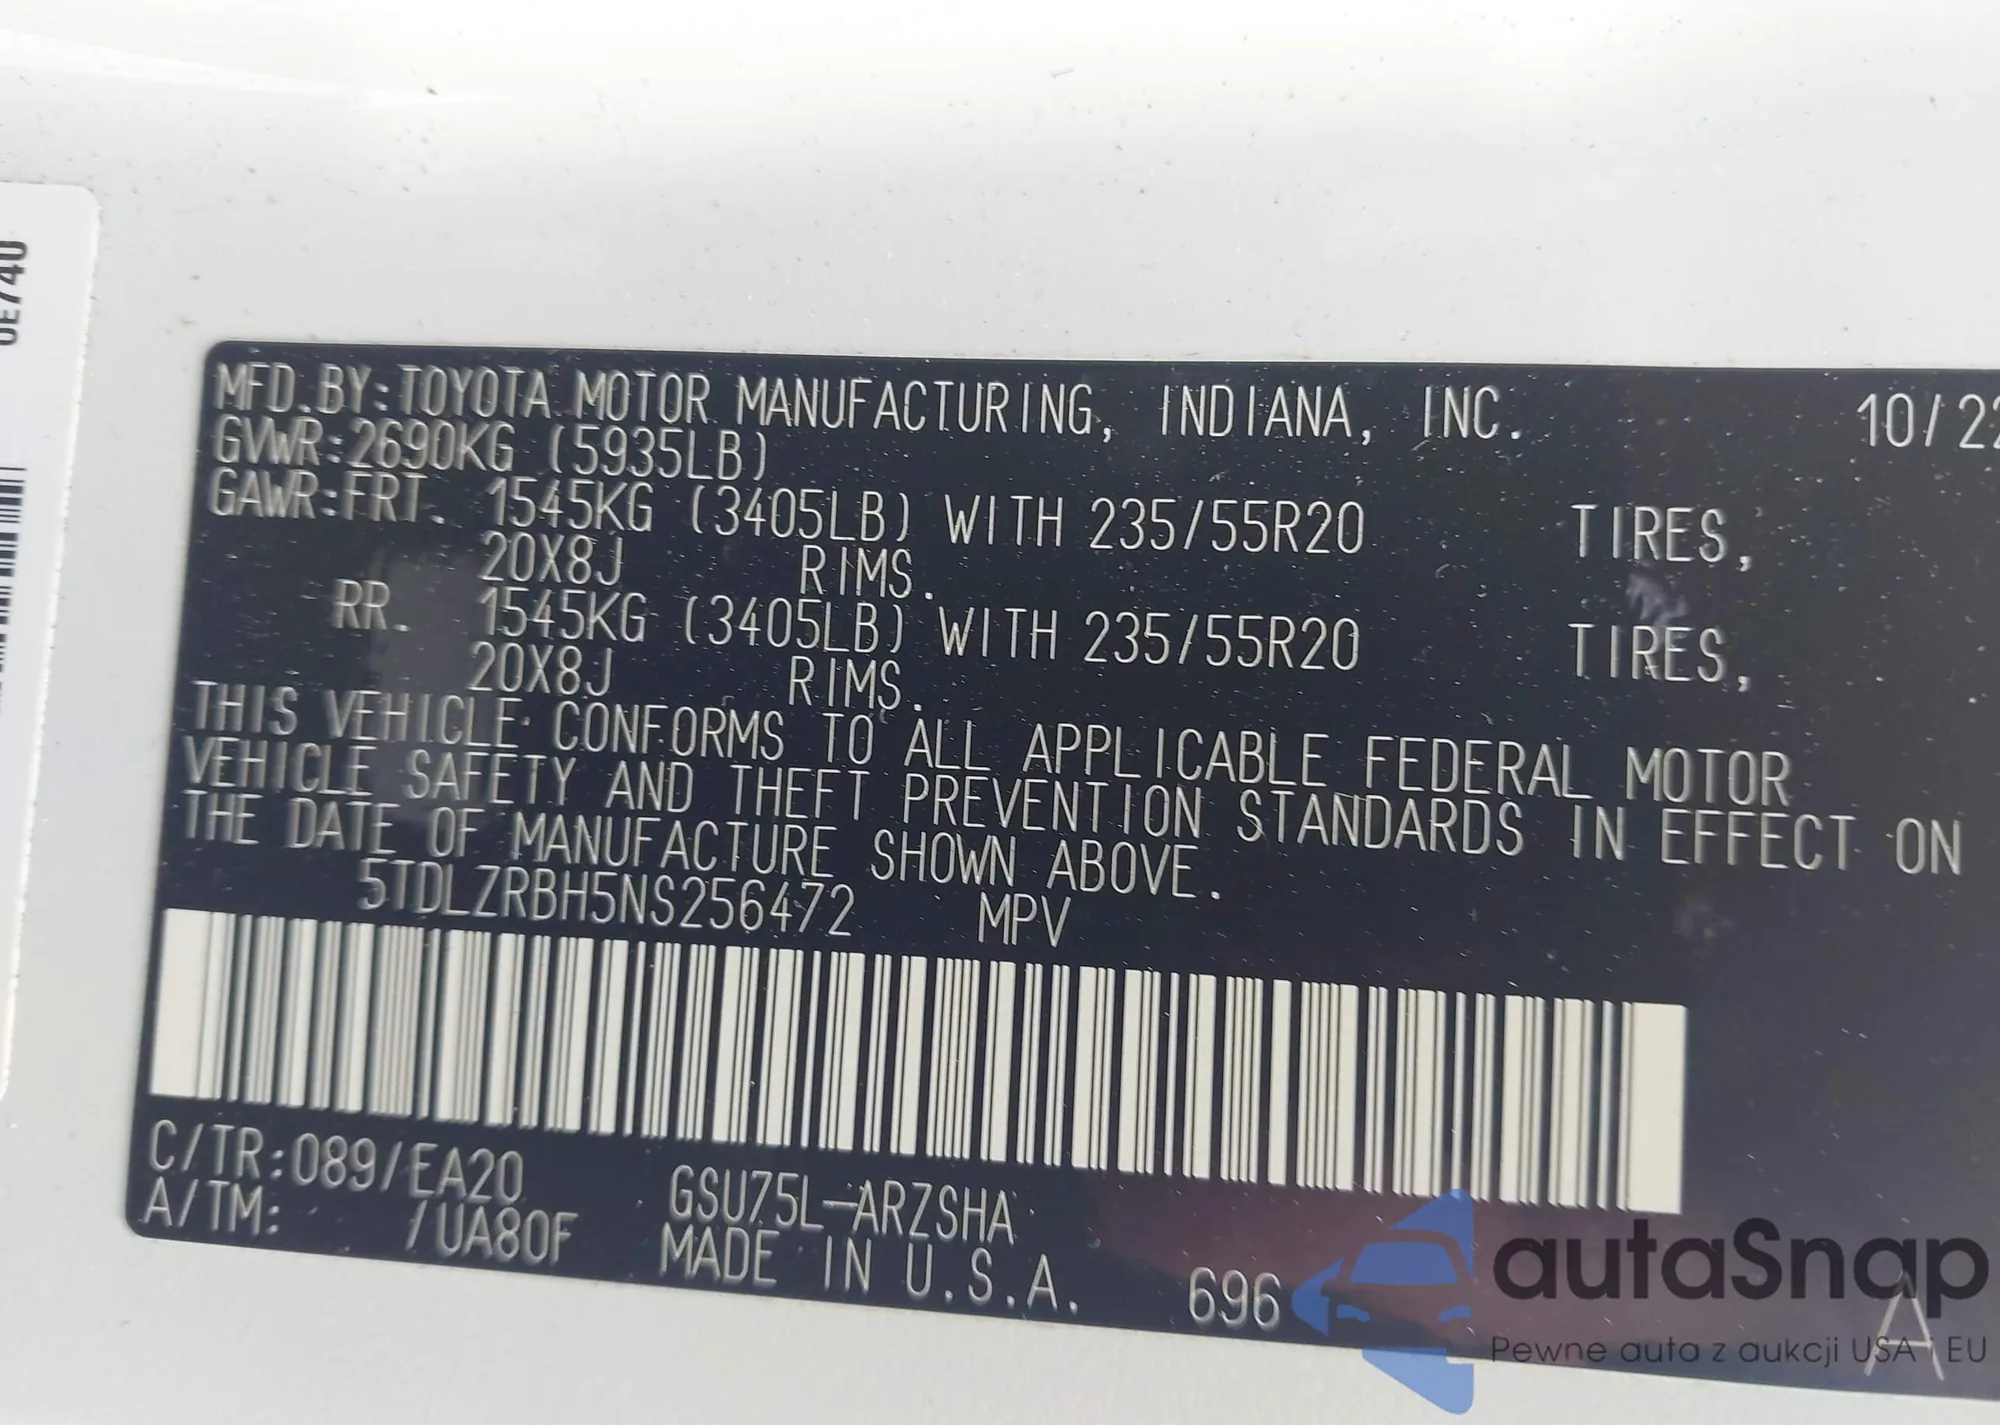 0E740
MFD.BY:TOYOTA MOTOR MANUFACTURING, INDIANA, INC. 10/22
GVWR:2690KG (5935LB)
GAWR:FRT. 1545KG (3405LB) WITH 235/55R20 TIRES,
20X8J RIMS.
RR. 1545KG (3405LB) WITH 235/55R20 TIRES,
20X8J RIMS.
THIS VEHICLE CONFORMS TO ALL APPLICABLE FEDERAL MOTOR
VEHICLE SAFETY AND THEFT PREVENTION STANDARDS IN EFFECT ON
THE DATE OF MANUFACTURE SHOWN ABOVE.
5TDLZRBH5NS256472 MPV
C/TR:089/EA20 GSU75L-ARZSHA
A/TM: /UA80F MADE IN U.S.A. 696
A
autaSnap
Pewne auta z aukcji USA i EU